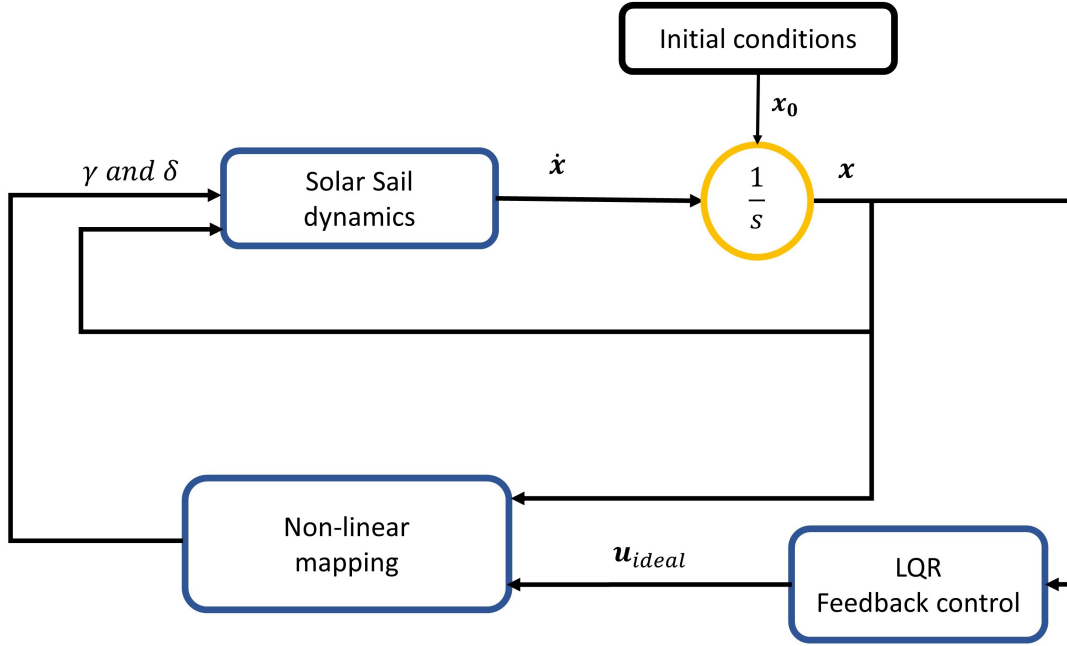 Initial conditions
x₀
γ and δ
Solar Sail
dynamics
ẋ
1
s
x
Non-linear
mapping
u_ideal
LQR
Feedback control